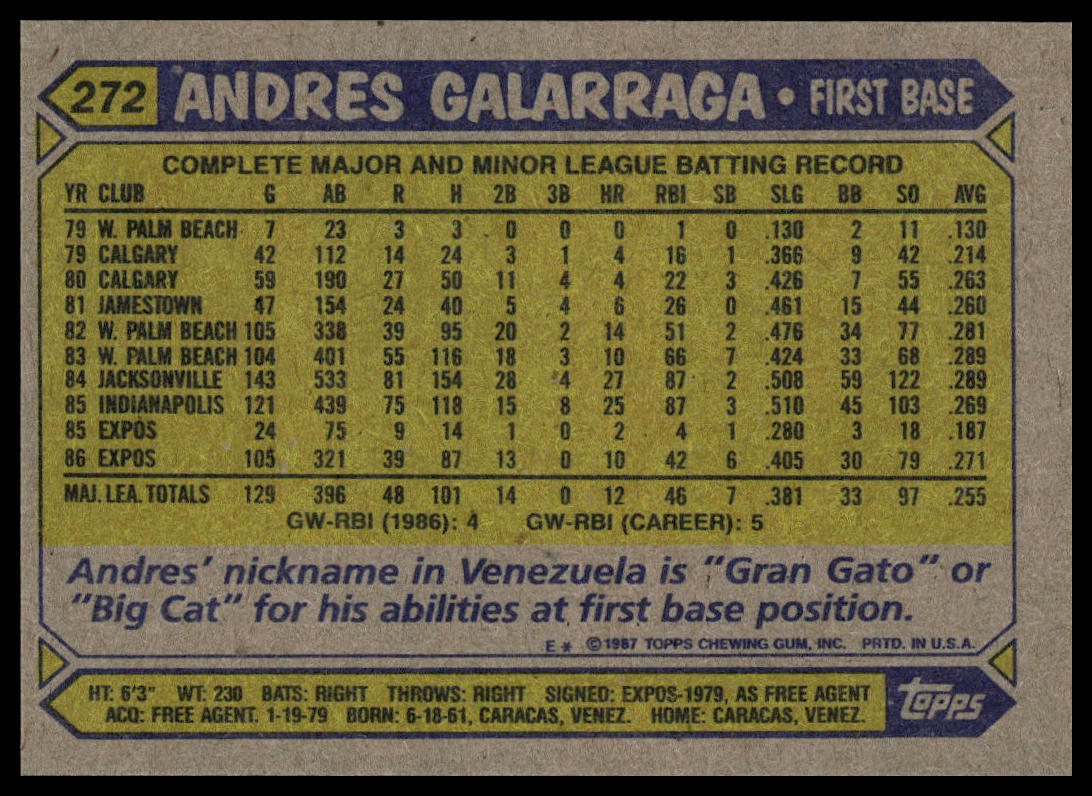 272 ANDRES GALARRAGA • FIRST BASE
COMPLETE MAJOR AND MINOR LEAGUE BATTING RECORD
YR CLUB G AB R H 2B 3B HR RBI SB SLG BB SO AVG
79 W. PALM BEACH 7 23 3 3 0 0 0 1 0 .130 2 11 .130
79 CALGARY 42 112 14 24 3 1 4 16 1 .366 9 42 .214
80 CALGARY 59 190 27 50 11 4 4 22 3 .426 7 55 .263
81 JAMESTOWN 47 154 24 40 5 4 6 26 0 .461 15 44 .260
82 W. PALM BEACH 105 338 39 95 20 2 14 51 2 .476 34 77 .281
83 W. PALM BEACH 104 401 55 116 18 3 10 66 7 .424 33 68 .289
84 JACKSONVILLE 143 533 81 154 28 4 27 87 2 .508 59 122 .289
85 INDIANAPOLIS 121 439 75 118 15 8 25 87 3 .510 45 103 .269
85 EXPOS 24 75 9 14 1 0 2 4 1 .280 3 18 .187
86 EXPOS 105 321 39 87 13 0 10 42 6 .405 30 79 .271
MAJ. LEA. TOTALS 129 396 48 101 14 0 12 46 7 .381 33 97 .255
GW-RBI (1986): 4 GW-RBI (CAREER): 5
Andres' nickname in Venezuela is "Gran Gato" or
"Big Cat" for his abilities at first base position.
E * ©1987 TOPPS CHEWING GUM, INC. PRTD. IN U.S.A.
HT: 6'3" WT: 230 BATS: RIGHT THROWS: RIGHT SIGNED: EXPOS-1979, AS FREE AGENT
ACQ: FREE AGENT. 1-19-79 BORN: 6-18-61, CARACAS, VENEZ. HOME: CARACAS, VENEZ.
TOPPS